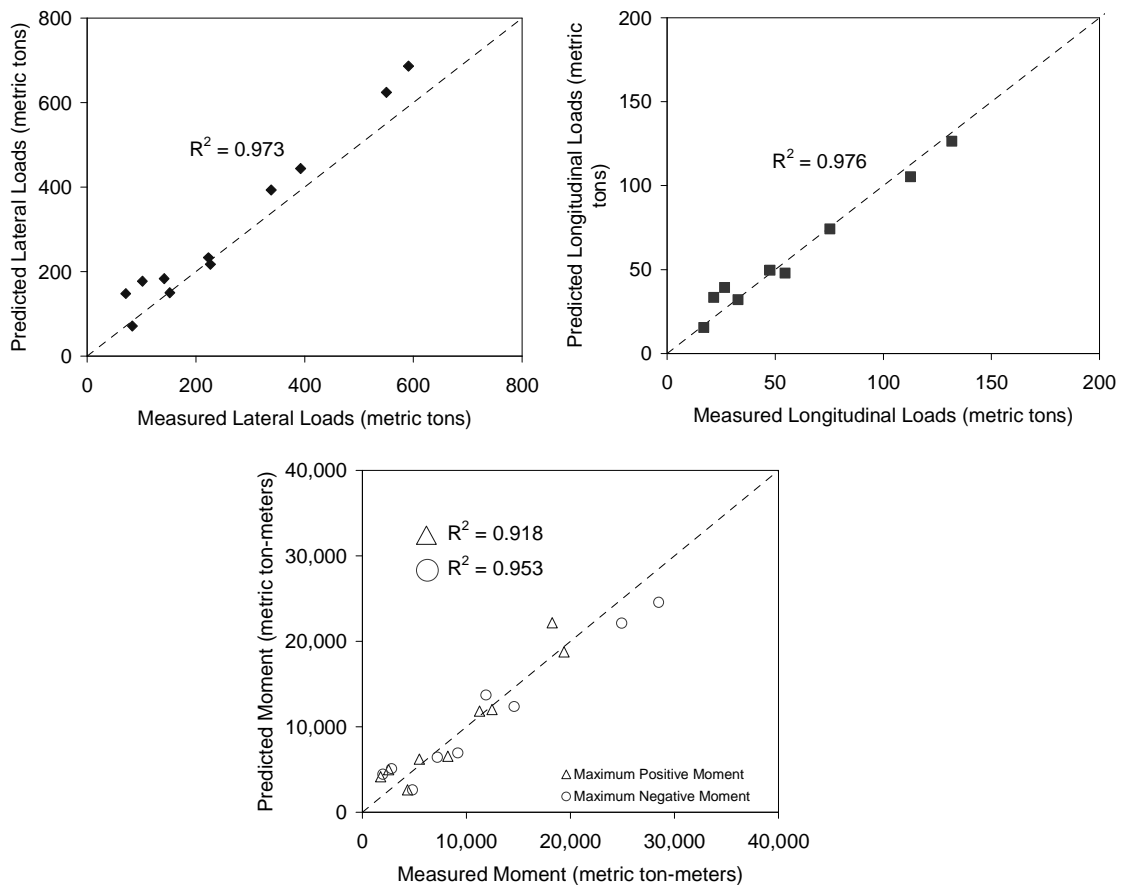 800
700
600
500
400
300
200
100
0
Predicted Lateral Loads (metric tons)
R² = 0.973
0 200 400 600 800
Measured Lateral Loads (metric tons)
200
150
100
50
0
Predicted Longitudinal Loads (metric
tons)
R² = 0.976
0 50 100 150 200
Measured Longitudinal Loads (metric tons)
40,000
30,000
20,000
10,000
0
Predicted Moment (metric ton-meters)
R² = 0.918
R² = 0.953
Maximum Positive Moment
Maximum Negative Moment
0 10,000 20,000 30,000 40,000
Measured Moment (metric ton-meters)